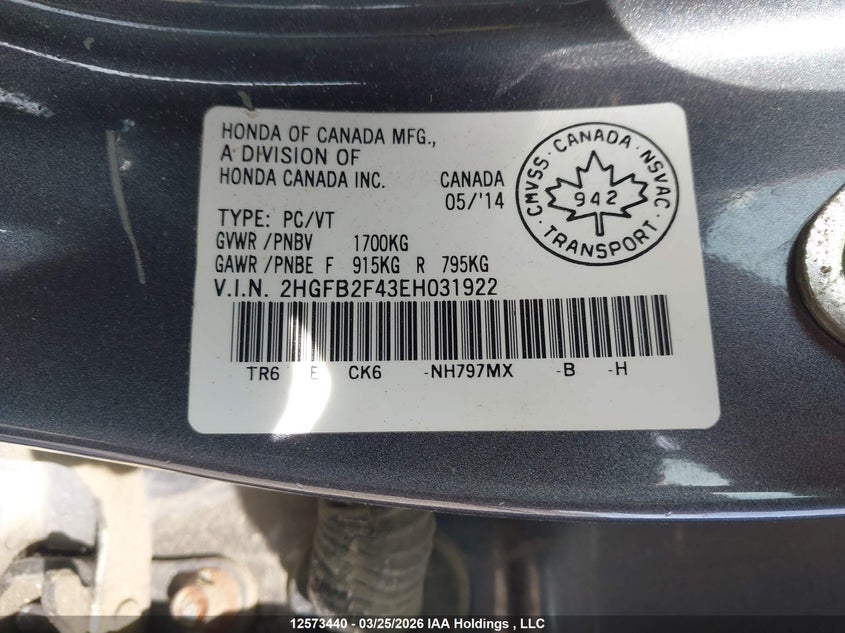 HONDA OF CANADA MFG.,
A DIVISION OF
HONDA CANADA INC. CANADA
05/'14
TYPE: PC/VT
GVWR /PNBV 1700KG
GAWR /PNBE F 915KG R 795KG
V.I.N. 2HGFB2F43EH031922
TR6 E CK6 -NH797MX -B -H
CMVSS · CANADA · NSVAC · TRANSPORT ·
942
12573440 - 03/25/2026 IAA Holdings , LLC